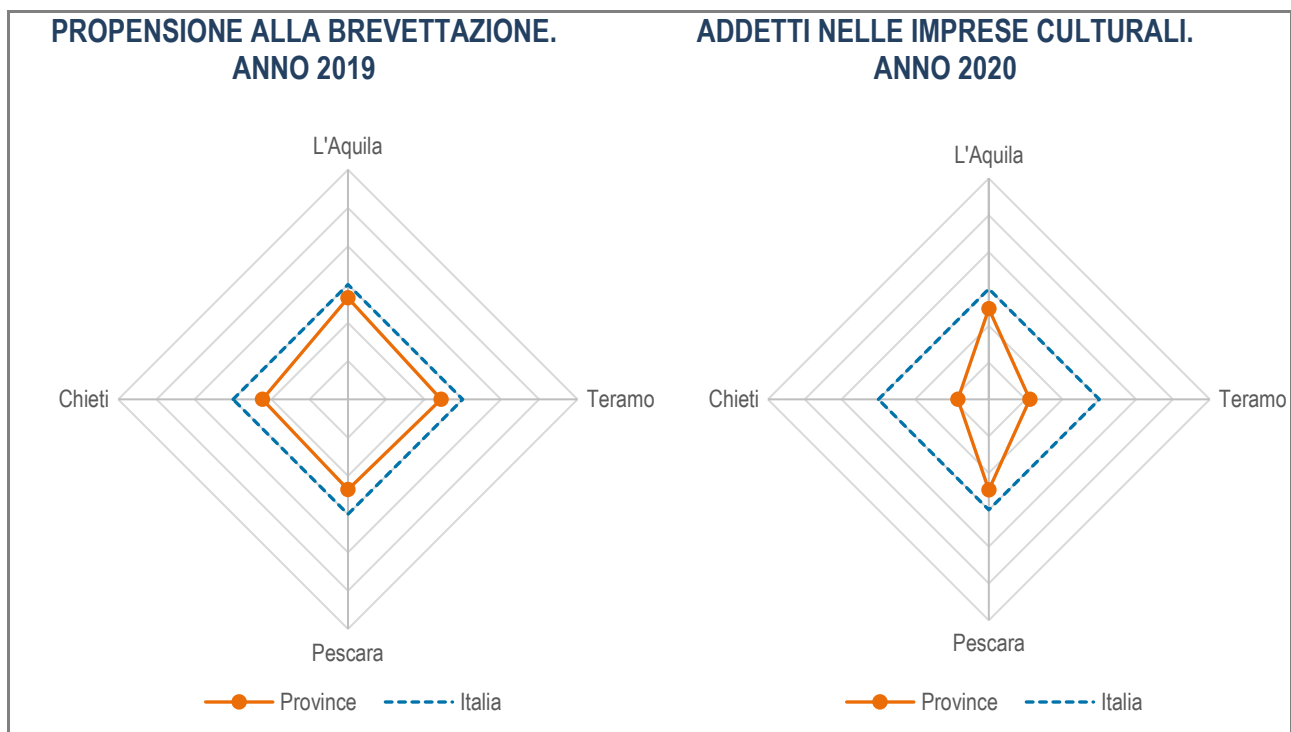 PROPENSIONE ALLA BREVETTAZIONE.
ANNO 2019
L'Aquila
Chieti
Teramo
Pescara
Province
Italia
ADDETTI NELLE IMPRESE CULTURALI.
ANNO 2020
L'Aquila
Chieti
Teramo
Pescara
Province
Italia